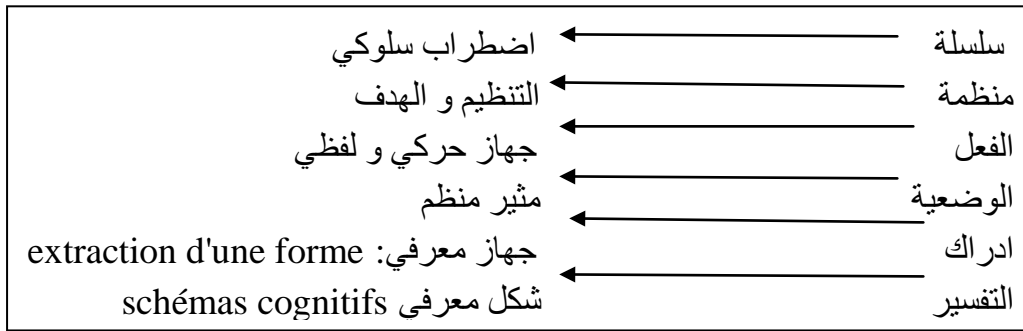 سلسلة اضطراب سلوكي
منظمة التنظيم و الهدف
الفعل جهاز حركي و لفظي
الوضعية مثير منظم
ادراك جهاز معرفي: extraction d'une forme
التفسير شكل معرفي schémas cognitifs